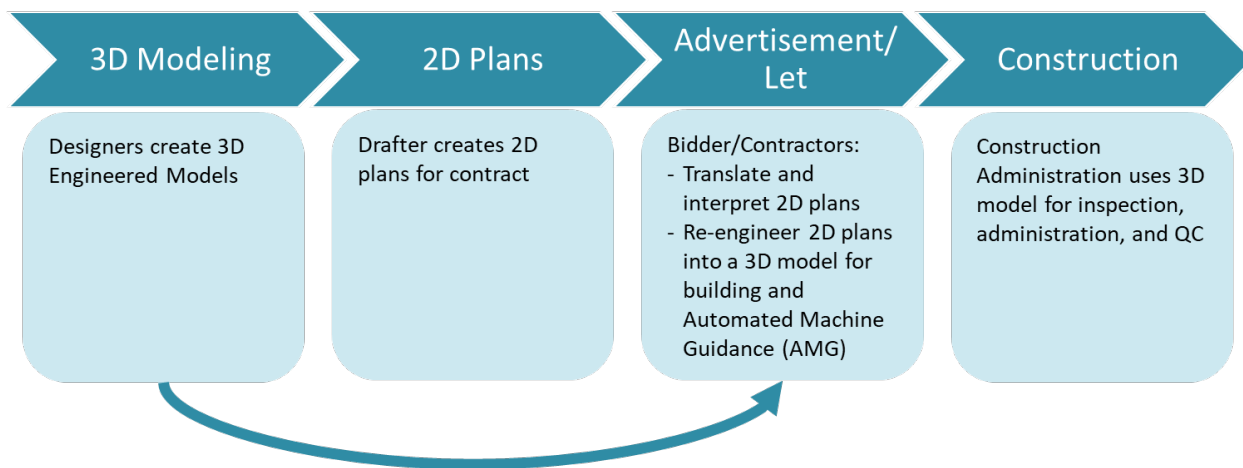 3D Modeling
2D Plans
Advertisement/
Let
Construction
Designers create 3D
Engineered Models
Drafter creates 2D
plans for contract
Bidder/Contractors:
- Translate and
interpret 2D plans
- Re-engineer 2D plans
into a 3D model for
building and
Automated Machine
Guidance (AMG)
Construction
Administration uses 3D
model for inspection,
administration, and QC